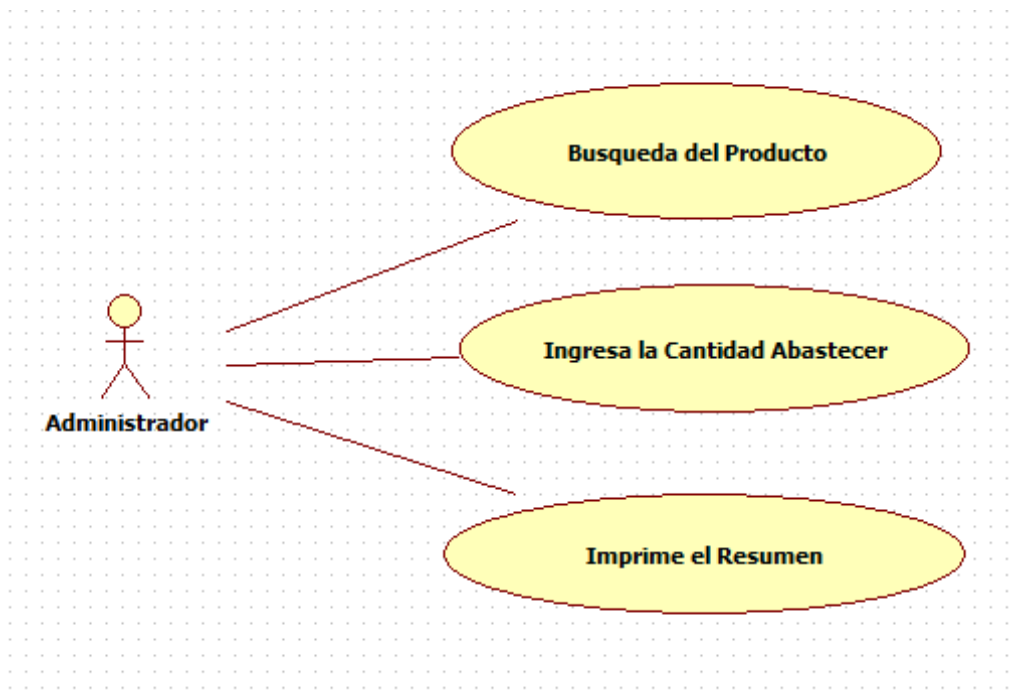 Busqueda del Producto
Ingresa la Cantidad Abastecer
Administrador
Imprime el Resumen